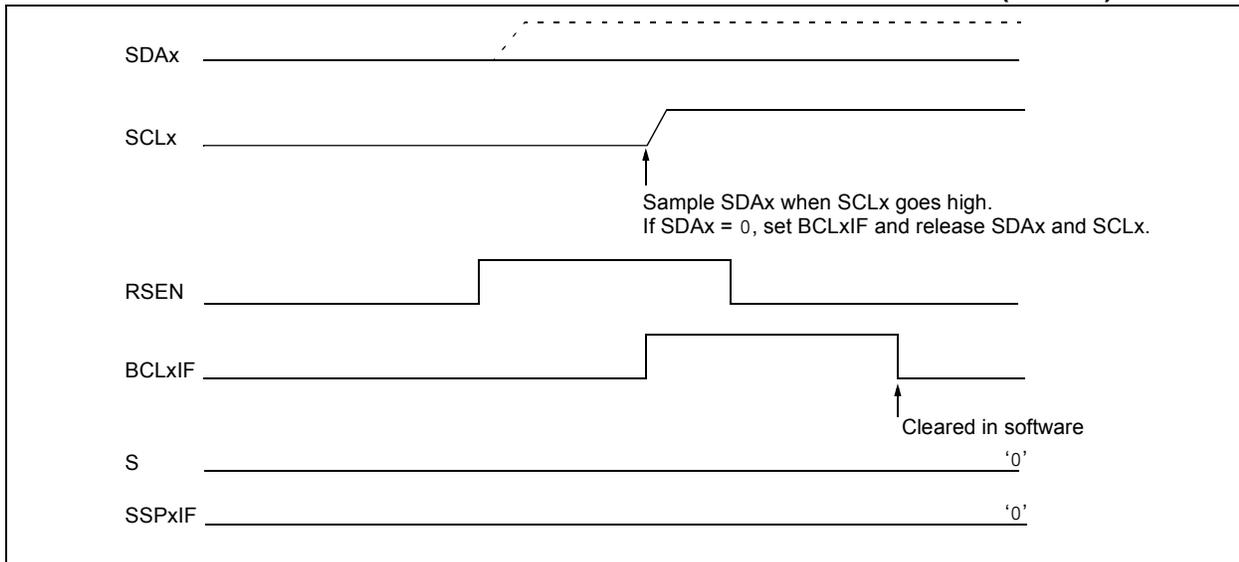 SDAx
SCLx
Sample SDAx when SCLx goes high.
If SDAx = 0, set BCLxIF and release SDAx and SCLx.
RSEN
BCLxIF
Cleared in software
S
‘0’
SSPxIF
‘0’